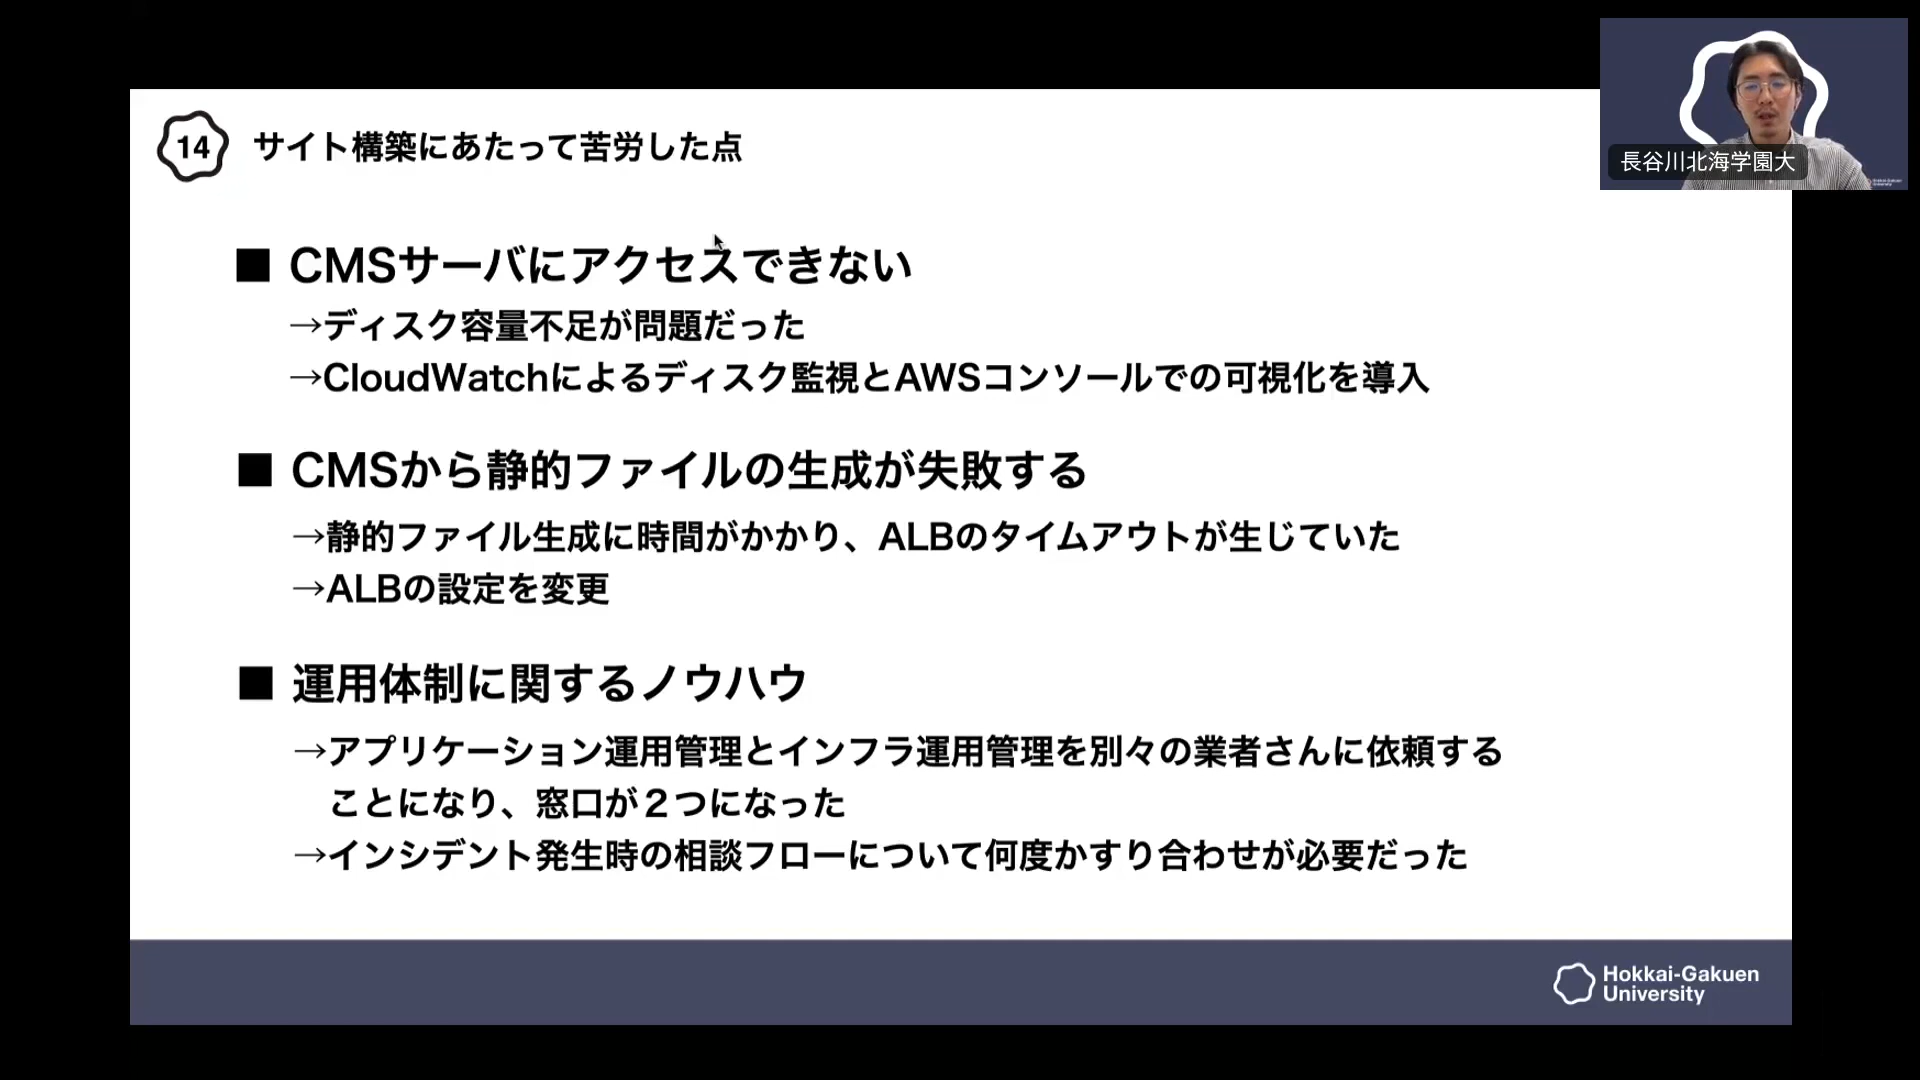 14 サイト構築にあたって苦労した点
長谷川北海学園大
■ CMSサーバにアクセスできない
→ディスク容量不足が問題だった
→CloudWatchによるディスク監視とAWSコンソールでの可視化を導入
■ CMSから静的ファイルの生成が失敗する
→静的ファイル生成に時間がかかり、ALBのタイムアウトが生じていた
→ALBの設定を変更
■ 運用体制に関するノウハウ
→アプリケーション運用管理とインフラ運用管理を別々の業者さんに依頼する
ことになり、窓口が２つになった
→インシデント発生時の相談フローについて何度かすり合わせが必要だった
Hokkai-Gakuen
University